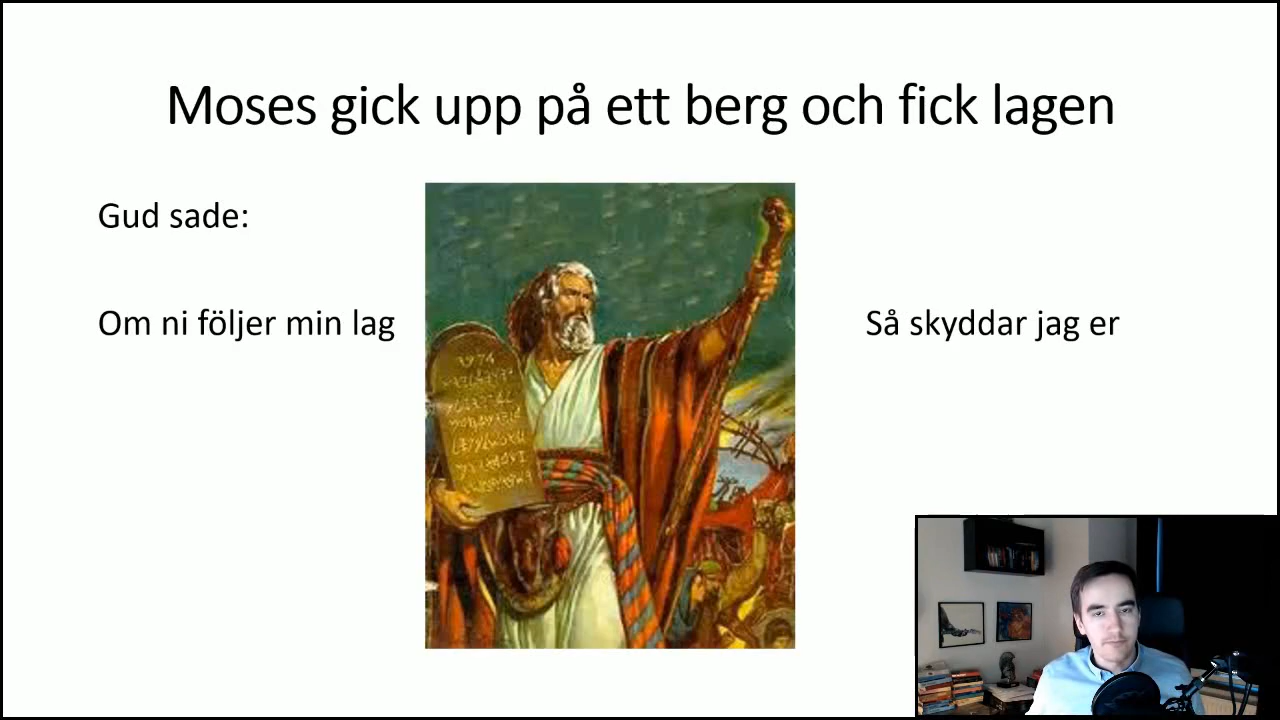 Moses gick upp på ett berg och fick lagen
Gud sade:
Om ni följer min lag
Så skyddar jag er